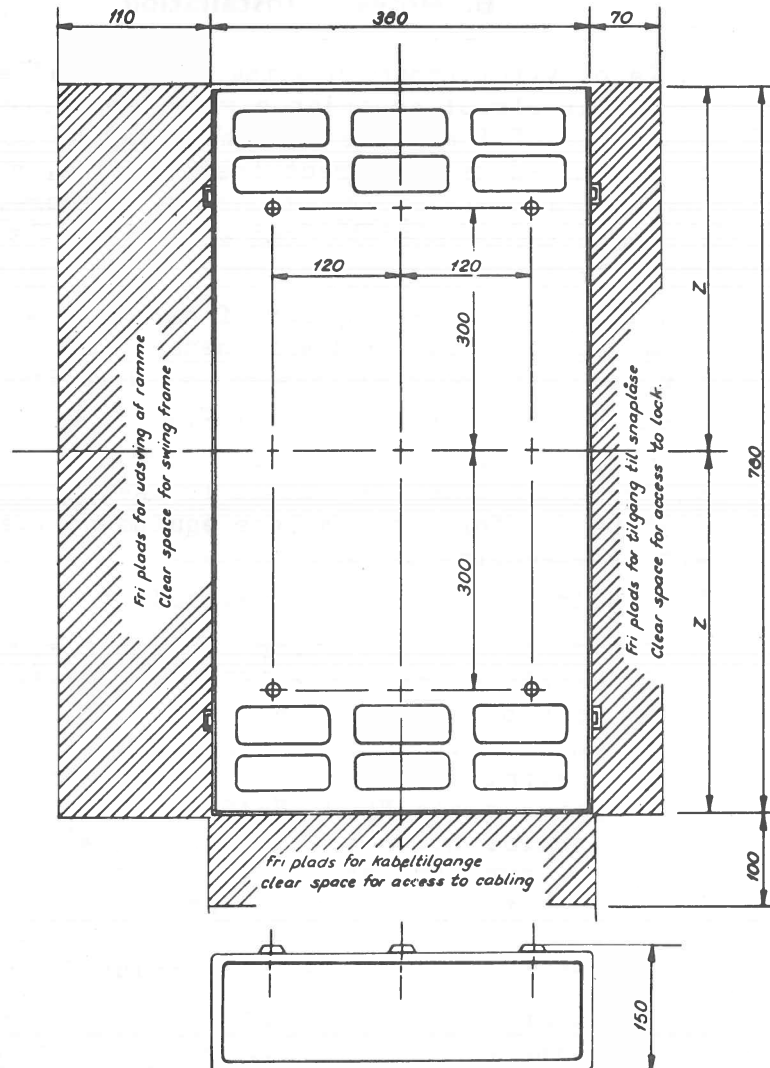 110
380
70
120
120
300
300
Z
Z
780
100
Fri plads for udsving af ramme
Clear space for swing frame
Fri plads for tilgang til snaplåse
Clear space for access to lock.
Fri plads for kabeltilgange
clear space for access to cabling
150